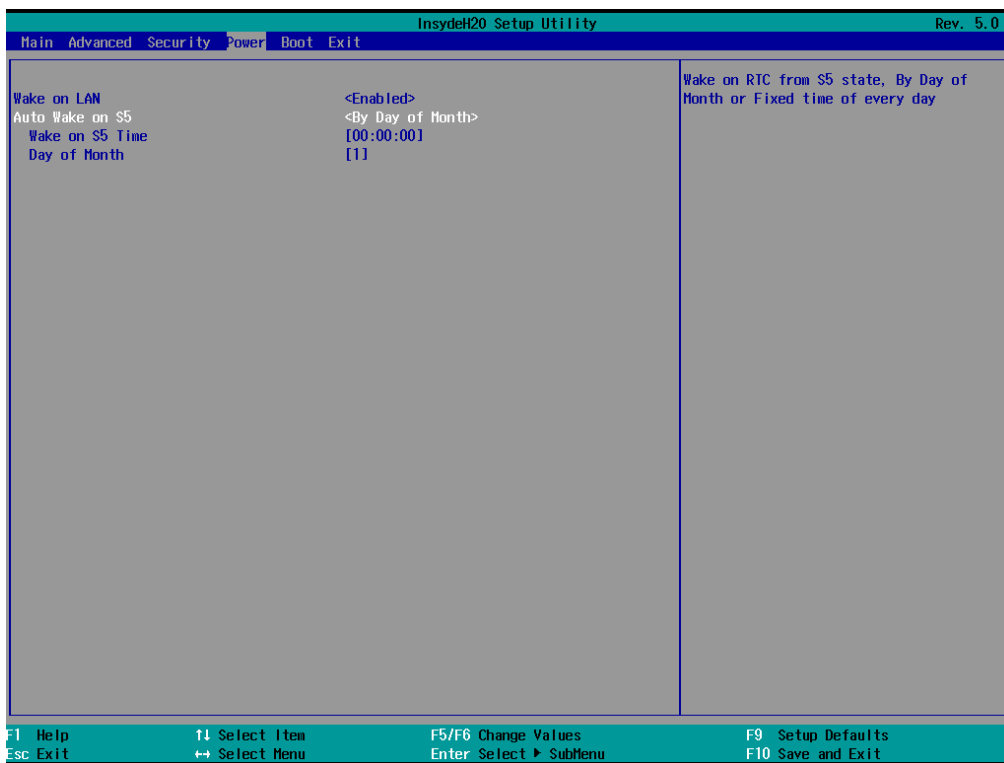 InsydeH20 Setup Utility Rev. 5.0
Main Advanced Security Power Boot Exit
Wake on LAN <Enabled>
Auto Wake on S5 <By Day of Month>
Wake on S5 Time [00:00:00]
Day of Month [1]
Wake on RTC from S5 state, By Day of
Month or Fixed time of every day
F1 Help ↑↓ Select Item F5/F6 Change Values F9 Setup Defaults
Esc Exit ←→ Select Menu Enter Select ▶ SubMenu F10 Save and Exit